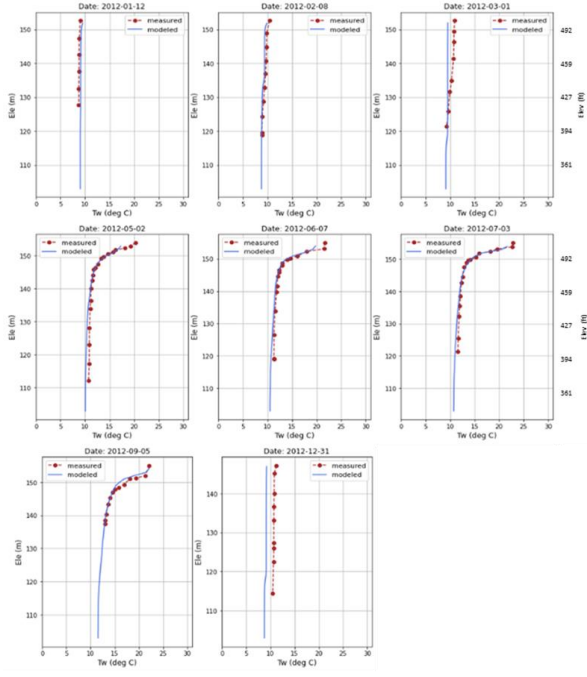 Date: 2012-01-12
measured
modeled
150
140
130
120
110
Ele (m)
0 5 10 15 20 25 30
Tw (deg C)
Date: 2012-02-08
measured
modeled
150
140
130
120
110
Ele (m)
0 5 10 15 20 25 30
Tw (deg C)
Date: 2012-03-01
measured
modeled
150
140
130
120
110
Ele (m)
492
459
427
394
361
Elev (ft)
0 5 10 15 20 25 30
Tw (deg C)
Date: 2012-05-02
measured
modeled
150
140
130
120
110
Ele (m)
0 5 10 15 20 25 30
Tw (deg C)
Date: 2012-06-07
measured
modeled
150
140
130
120
110
Ele (m)
0 5 10 15 20 25 30
Tw (deg C)
Date: 2012-07-03
measured
modeled
150
140
130
120
110
Ele (m)
492
459
427
394
361
Elev (ft)
0 5 10 15 20 25 30
Tw (deg C)
Date: 2012-09-05
measured
modeled
150
140
130
120
110
Ele (m)
0 5 10 15 20 25 30
Tw (deg C)
Date: 2012-12-31
measured
modeled
140
130
120
110
Ele (m)
0 5 10 15 20 25 30
Tw (deg C)